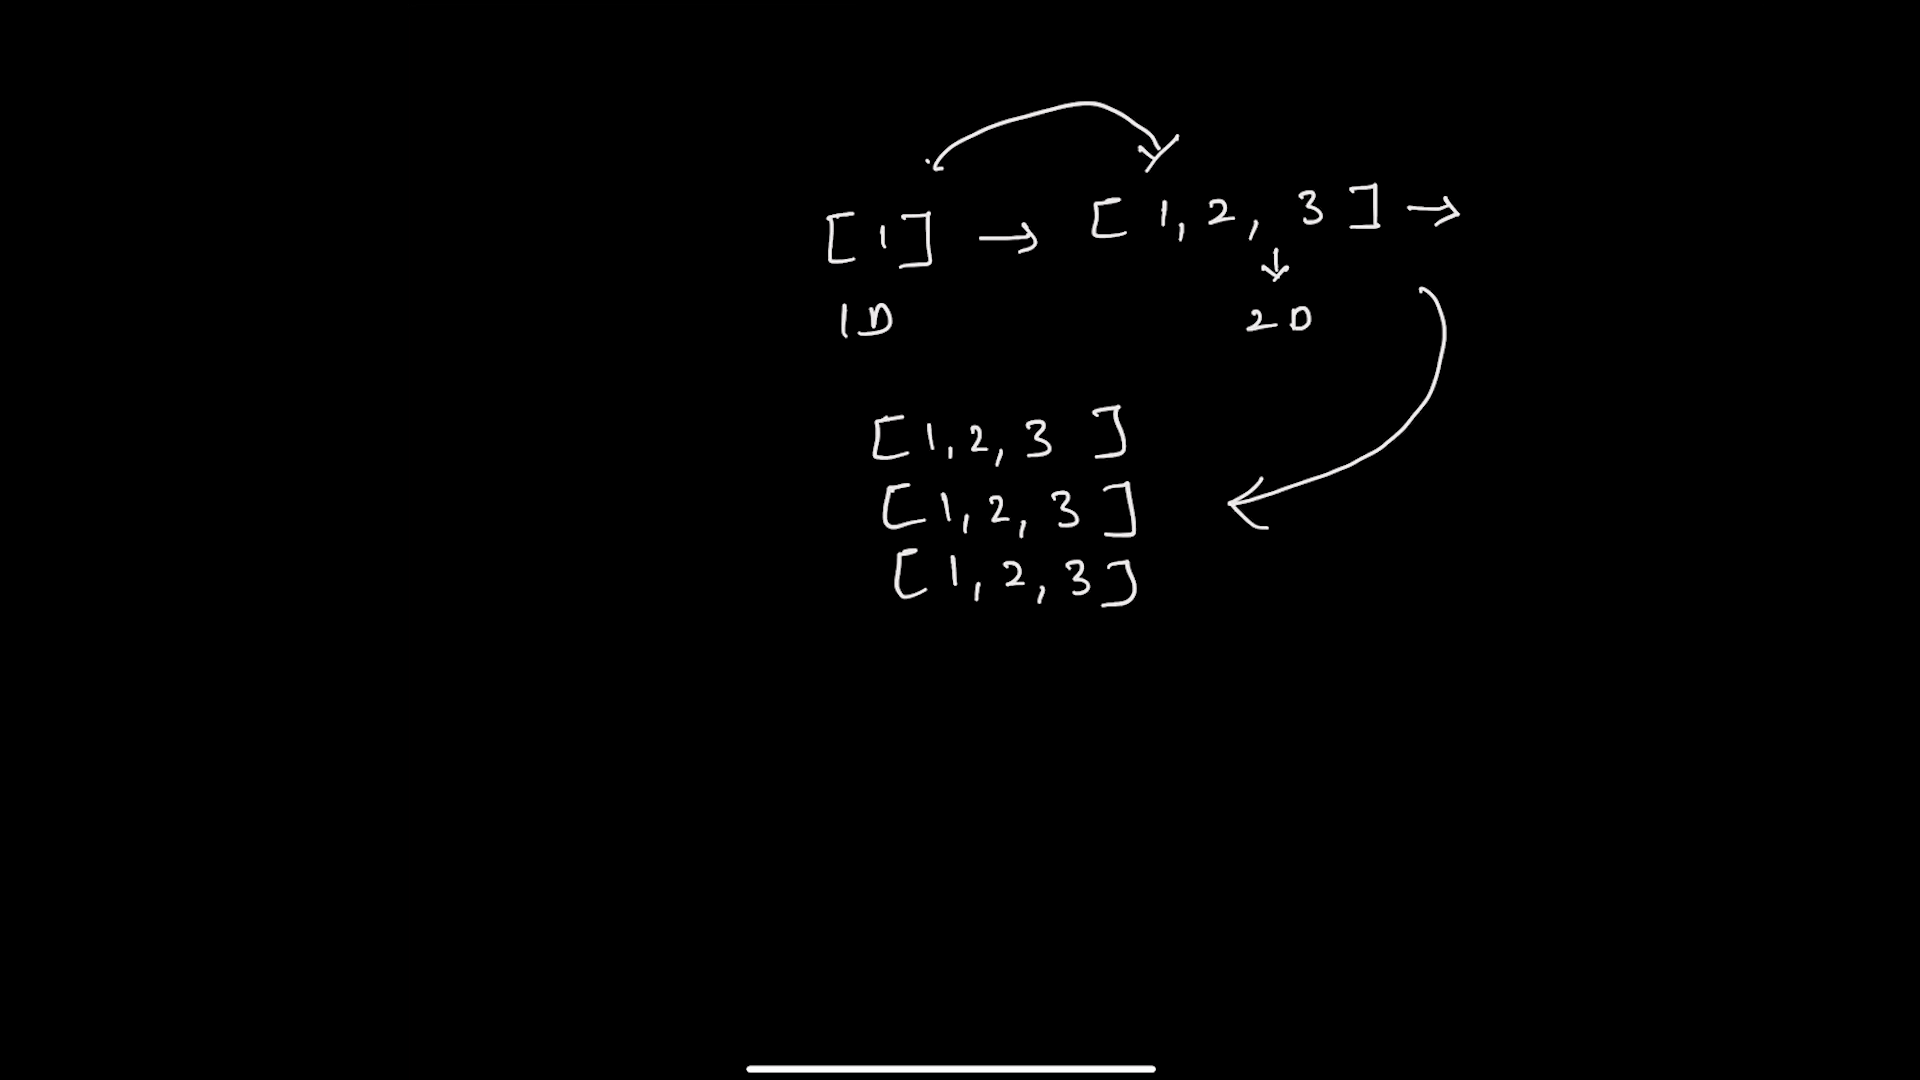 [1] → [1, 2, 3] →
1D ↓ 2D
[1, 2, 3]
[1, 2, 3]
[1, 2, 3]